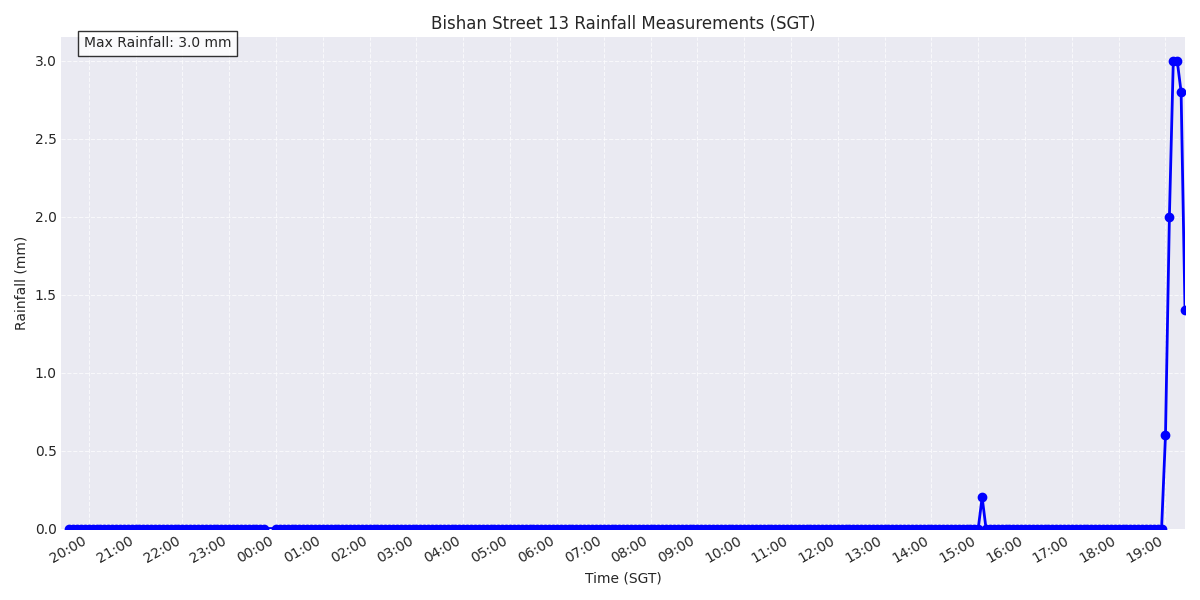 Bishan Street 13 Rainfall Measurements (SGT)
Max Rainfall: 3.0 mm
3.0
2.5
2.0
1.5
1.0
0.5
0.0
Rainfall (mm)
20:00 21:00 22:00 23:00 00:00 01:00 02:00 03:00 04:00 05:00 06:00 07:00 08:00 09:00 10:00 11:00 12:00 13:00 14:00 15:00 16:00 17:00 18:00 19:00
Time (SGT)